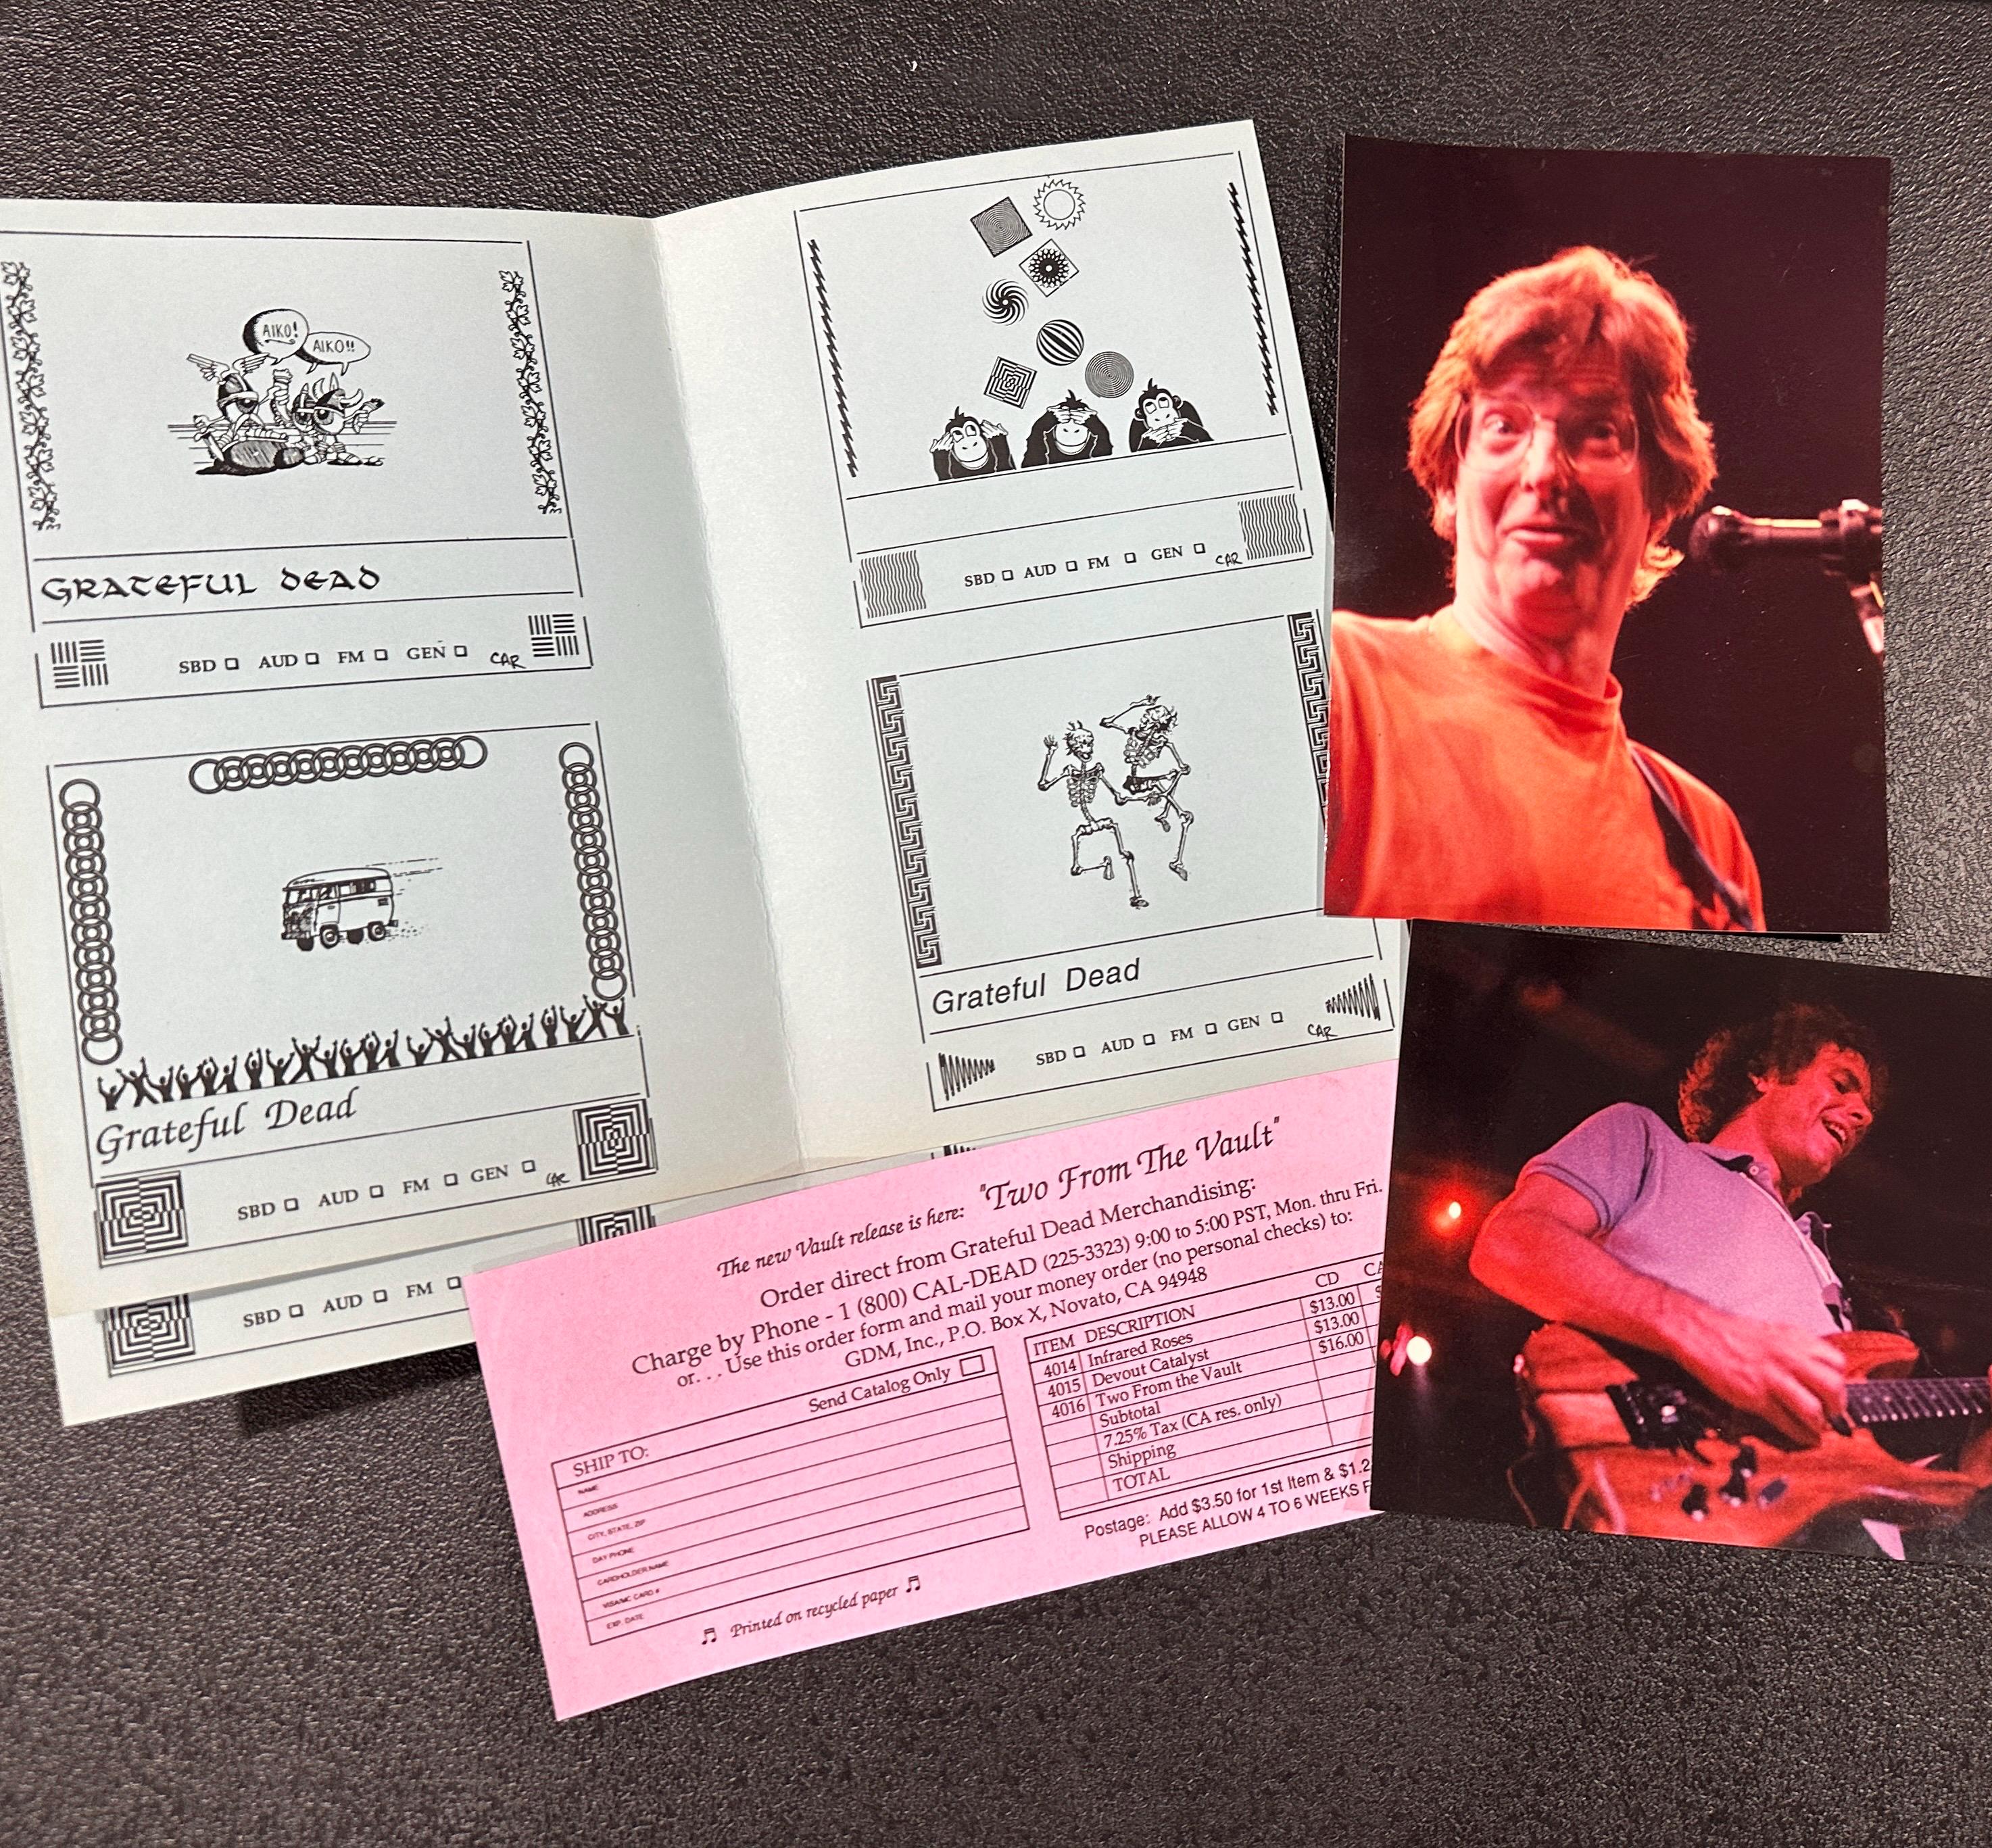 AIKO!
AIKO!!
GRATEFUL DEAD
SBD AUD FM GEN CAR
Grateful Dead
SBD AUD FM GEN CAR
SBD AUD FM
SBD AUD FM GEN CAR
Grateful Dead
SBD AUD FM GEN CAR
The new Vault release is here: "Two From The Vault"
Order direct from Grateful Dead Merchandising:
Charge by Phone - 1 (800) CAL-DEAD (225-3323) 9:00 to 5:00 PST, Mon. thru Fri.
or. . . Use this order form and mail your money order (no personal checks) to:
GDM, Inc., P.O. Box X, Novato, CA 94948
Send Catalog Only
SHIP TO:
NAME
ADDRESS
CITY, STATE, ZIP
DAY PHONE
CARDHOLDER NAME
VISA/MC CARD #
EXP. DATE
ITEM DESCRIPTION CD CA
4014 Infrared Roses $13.00
4015 Devout Catalyst $13.00
4016 Two From the Vault $16.00
Subtotal
7.25% Tax (CA res. only)
Shipping
TOTAL
Postage: Add $3.50 for 1st Item & $1.2
PLEASE ALLOW 4 TO 6 WEEKS F
Printed on recycled paper